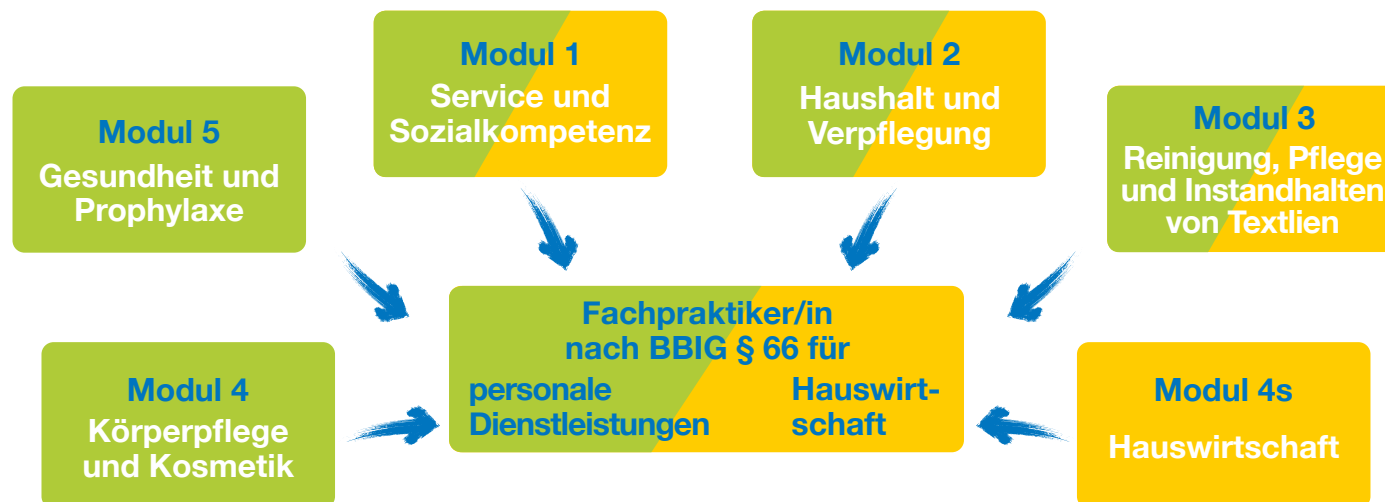 Modul 1
Service und
Sozialkompetenz
Modul 2
Haushalt und
Verpflegung
Modul 5
Gesundheit und
Prophylaxe
Modul 3
Reinigung, Pflege
und Instandhalten
von Textlien
Fachpraktiker/in
nach BBIG § 66 für
personale
Dienstleistungen
Hauswirt-
schaft
Modul 4
Körperpflege
und Kosmetik
Modul 4s
Hauswirtschaft